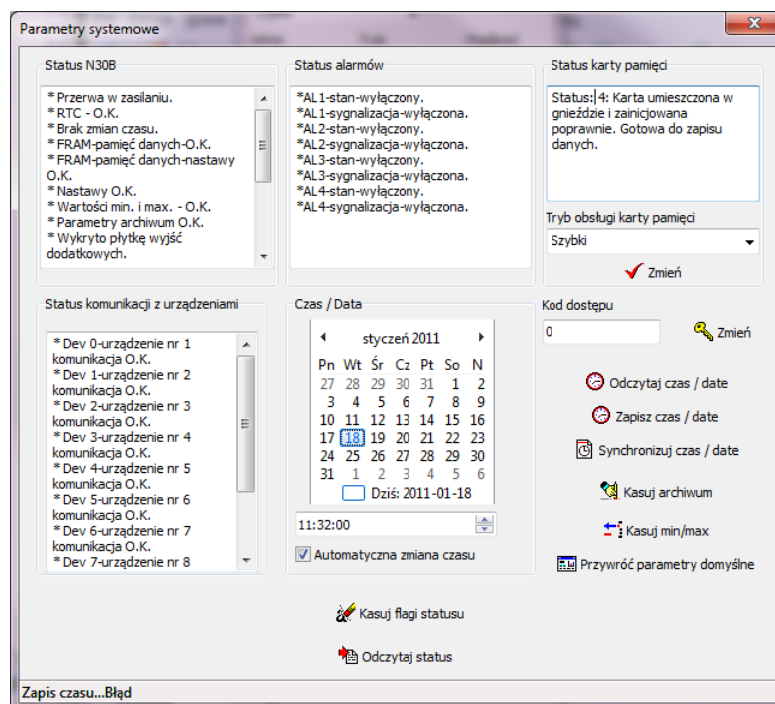 Parametry systemowe
Status N30B
* Przerwa w zasilaniu.
* RTC - O.K.
* Brak zmian czasu.
* FRAM-pamięć danych-O.K.
* FRAM-pamięć danych-nastawy
O.K.
* Nastawy O.K.
* Wartości min. i max. - O.K.
* Parametry archiwum O.K.
* Wykryto płytkę wyjść
dodatkowych.
Status alarmów
*AL1-stan-wyłączony.
*AL1-sygnalizacja-wyłączona.
*AL2-stan-wyłączony.
*AL2-sygnalizacja-wyłączona.
*AL3-stan-wyłączony.
*AL3-sygnalizacja-wyłączona.
*AL4-stan-wyłączony.
*AL4-sygnalizacja-wyłączona.
Status karty pamięci
Status: 4: Karta umieszczona w
gnieździe i zainicjowana
poprawnie. Gotowa do zapisu
danych.
Tryb obsługi karty pamięci
Szybki
Zmień
Status komunikacji z urządzeniami
* Dev 0-urządzenie nr 1
komunikacja O.K.
* Dev 1-urządzenie nr 2
komunikacja O.K.
* Dev 2-urządzenie nr 3
komunikacja O.K.
* Dev 3-urządzenie nr 4
komunikacja O.K.
* Dev 4-urządzenie nr 5
komunikacja O.K.
* Dev 5-urządzenie nr 6
komunikacja O.K.
* Dev 6-urządzenie nr 7
komunikacja O.K.
* Dev 7-urządzenie nr 8
Czas / Data
styczeń 2011
Pn Wt Śr Cz Pt So N
27 28 29 30 31 1 2
3 4 5 6 7 8 9
10 11 12 13 14 15 16
17 18 19 20 21 22 23
24 25 26 27 28 29 30
31 1 2 3 4 5 6
Dziś: 2011-01-18
11:32:00
Automatyczna zmiana czasu
Kod dostępu
0
Zmień
Odczytaj czas / date
Zapisz czas / date
Synchronizuj czas / date
Kasuj archiwum
Kasuj min/max
Przywróć parametry domyślne
Kasuj flagi statusu
Odczytaj status
Zapis czasu...Błąd